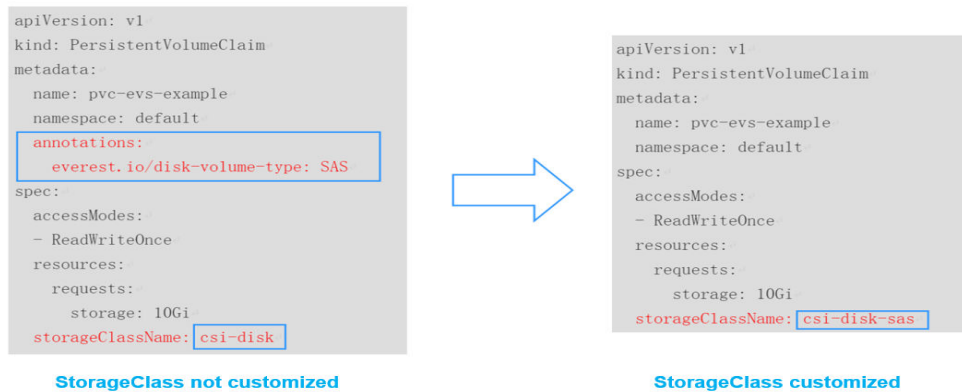 apiVersion: v1
kind: PersistentVolumeClaim
metadata:
  name: pvc-evs-example
  namespace: default
  annotations:
    everest.io/disk-volume-type: SAS
spec:
  accessModes:
  - ReadWriteOnce
  resources:
    requests:
      storage: 10Gi
  storageClassName: csi-disk
StorageClass not customized
apiVersion: v1
kind: PersistentVolumeClaim
metadata:
  name: pvc-evs-example
  namespace: default
spec:
  accessModes:
  - ReadWriteOnce
  resources:
    requests:
      storage: 10Gi
  storageClassName: csi-disk-sas
StorageClass customized